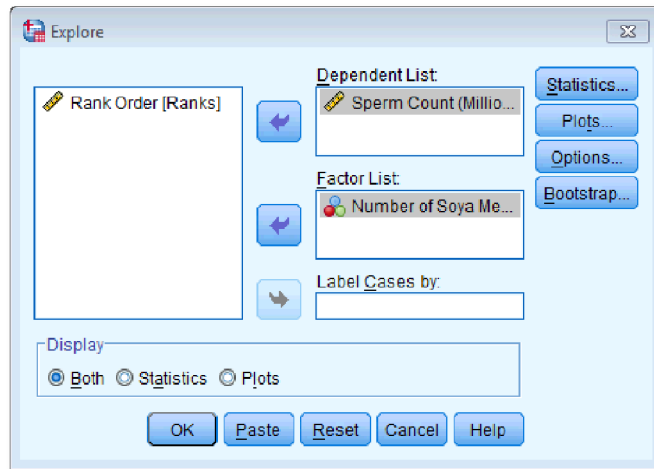 Explore
Dependent List:
Rank Order [Ranks]
Sperm Count (Millio...
Statistics...
Plots...
Options...
Bootstrap...
Factor List:
Number of Soya Me...
Label Cases by:
Display
Both Statistics Plots
OK Paste Reset Cancel Help